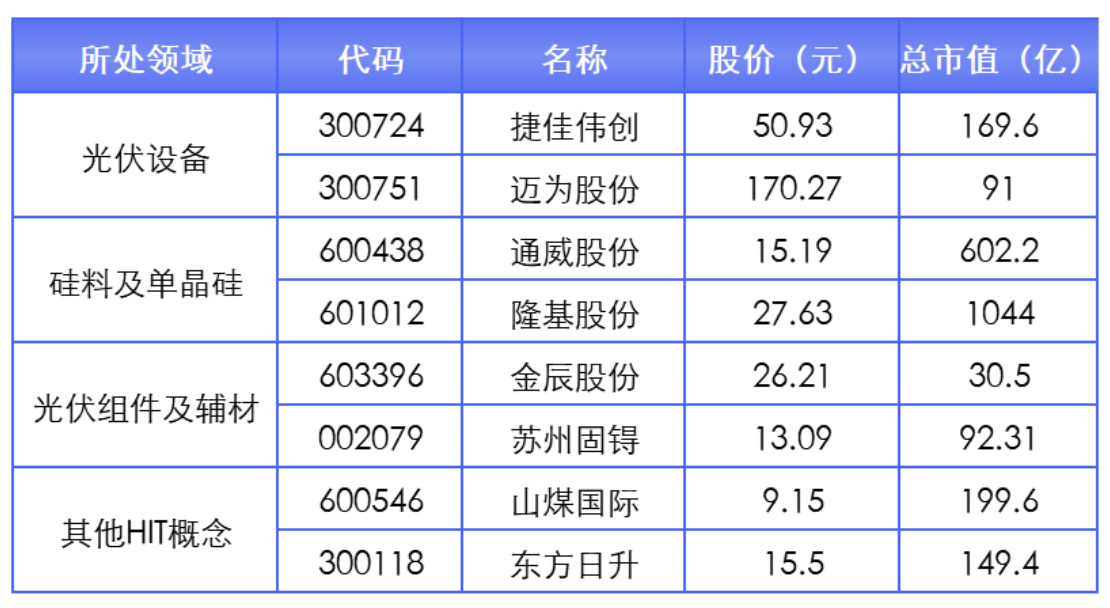 所处领域 代码 名称 股价（元） 总市值（亿）
光伏设备 300724 捷佳伟创 50.93 169.6
300751 迈为股份 170.27 91
硅料及单晶硅 600438 通威股份 15.19 602.2
601012 隆基股份 27.63 1044
光伏组件及辅材 603396 金辰股份 26.21 30.5
002079 苏州固锝 13.09 92.31
其他HIT概念 600546 山煤国际 9.15 199.6
300118 东方日升 15.5 149.4